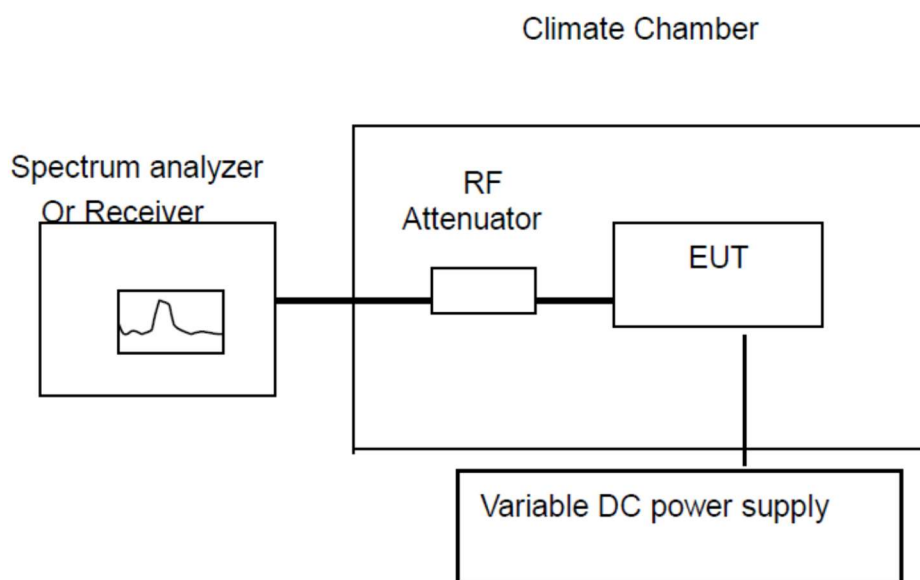 Climate Chamber
Spectrum analyzer
Or Receiver
RF
Attenuator
EUT
Variable DC power supply